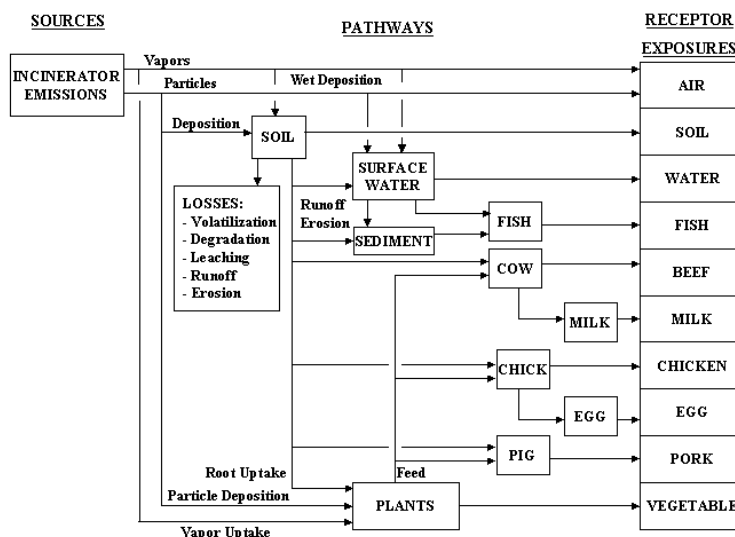 SOURCES
PATHWAYS
RECEPTOR
EXPOSURES
INCINERATOR
EMISSIONS
Vapors
Particles
Wet Deposition
AIR
Deposition
SOIL
SOIL
SURFACE
WATER
WATER
LOSSES:
- Volatilization
- Degradation
- Leaching
- Runoff
- Erosion
Runoff
Erosion
SEDIMENT
FISH
FISH
COW
BEEF
MILK
MILK
CHICK
CHICKEN
EGG
EGG
PIG
PORK
Root Uptake
Feed
Particle Deposition
PLANTS
VEGETABLE
Vapor Uptake